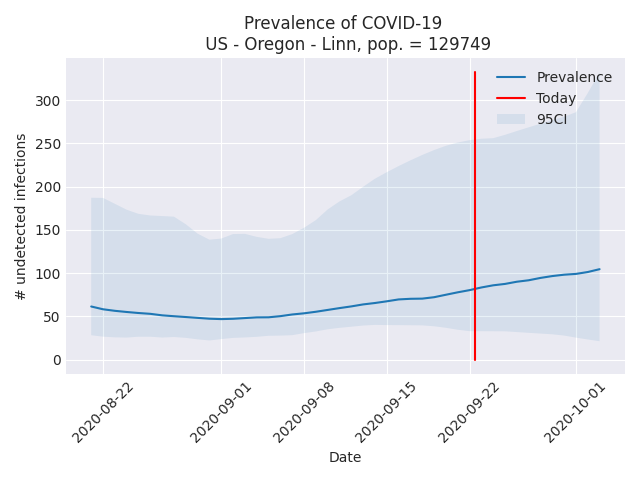 Prevalence of COVID-19
US - Oregon - Linn, pop. = 129749
Prevalence
Today
95CI
# undetected infections
300
250
200
150
100
50
0
2020-08-22
2020-09-01
2020-09-08
2020-09-15
2020-09-22
2020-10-01
Date